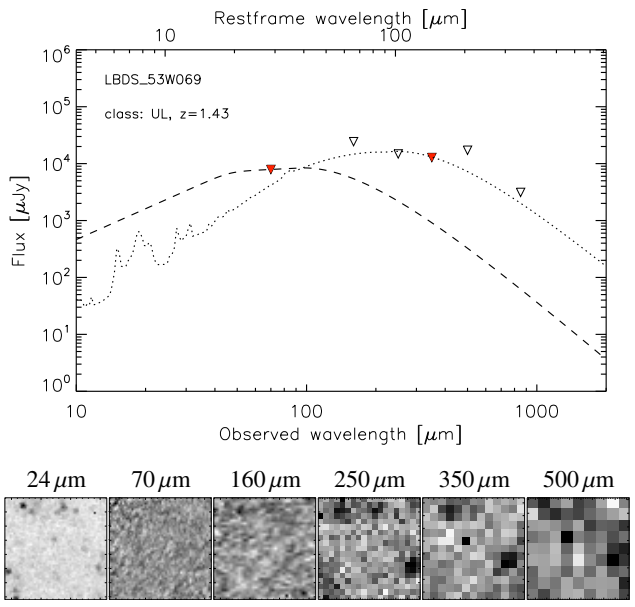 Restframe wavelength [μm]
10 100
10^6
LBDS_53W069
10^5
class: UL, z=1.43
10^4
Flux [μJy]
10^3
10^2
10^1
10^0
10 100 1000
Observed wavelength [μm]
24 μm 70 μm 160 μm 250 μm 350 μm 500 μm